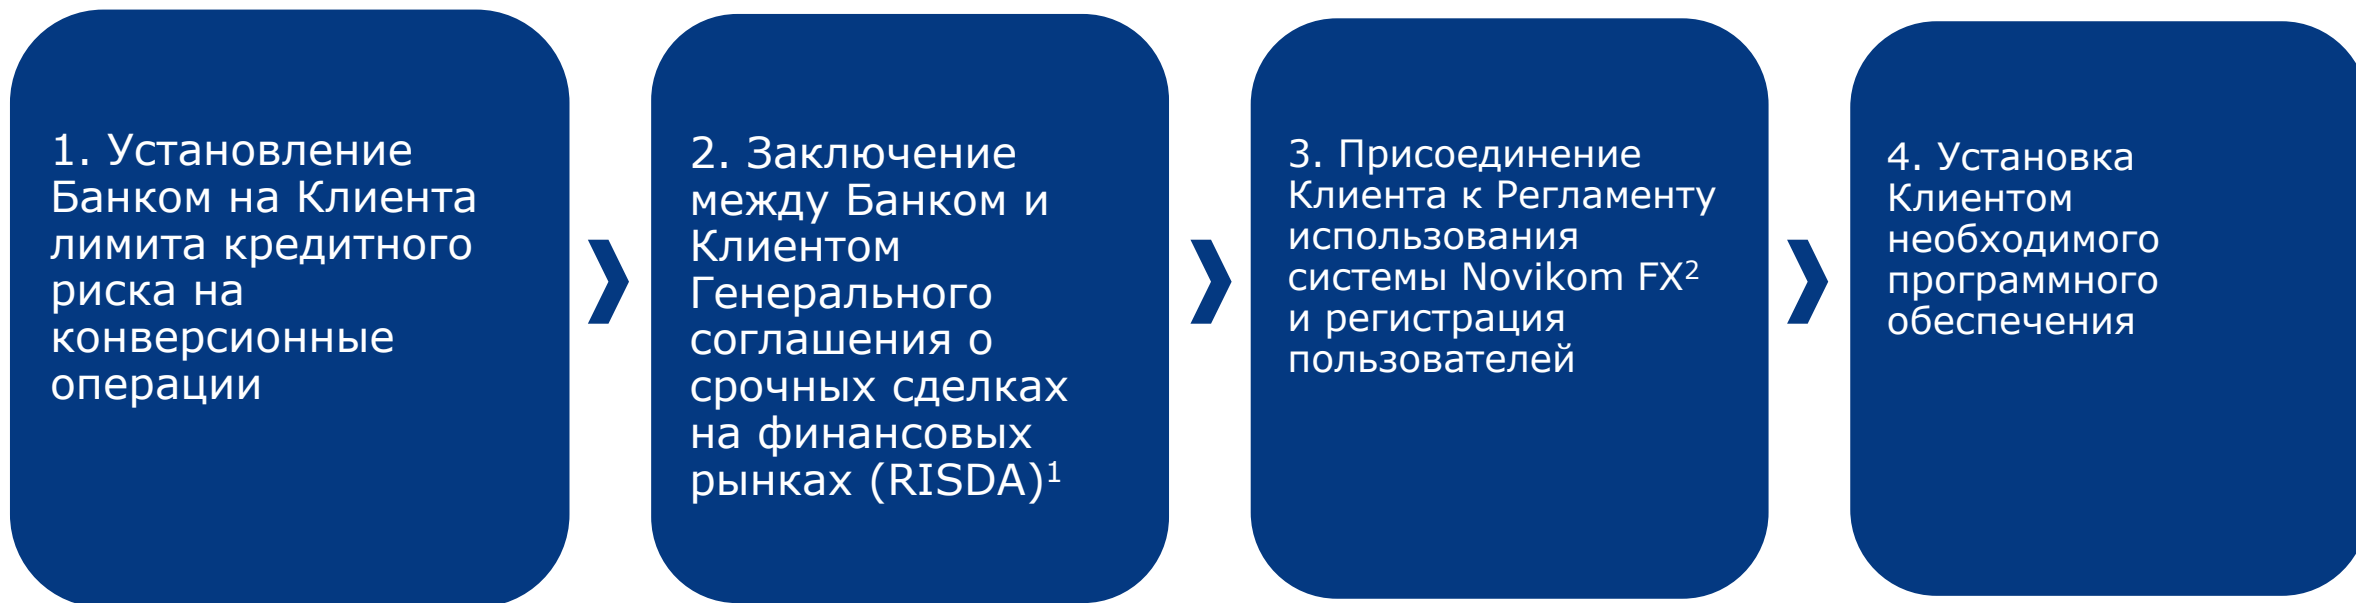 1. Установление
Банком на Клиента
лимита кредитного
риска на
конверсионные
операции
2. Заключение
между Банком и
Клиентом
Генерального
соглашения о
срочных сделках
на финансовых
рынках (RISDA)¹
3. Присоединение
Клиента к Регламенту
использования
системы Novikom FX²
и регистрация
пользователей
4. Установка
Клиентом
необходимого
программного
обеспечения